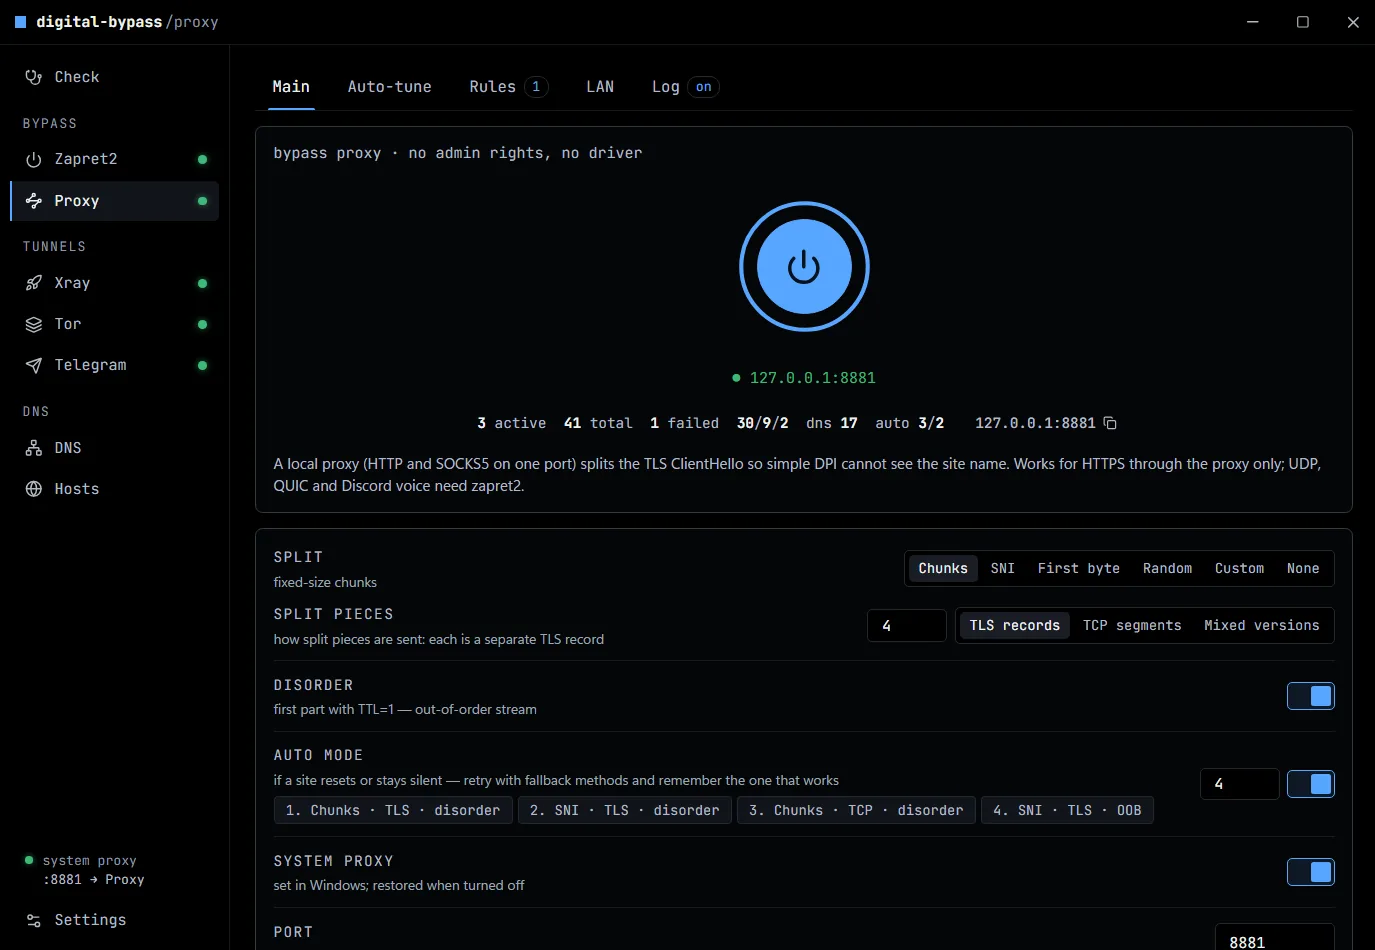 digital-bypass/proxy
Check
BYPASS
Zapret2
Proxy
TUNNELS
Xray
Tor
Telegram
DNS
DNS
Hosts
system proxy
:8881 → Proxy
Settings
Main Auto-tune Rules 1 LAN Log on
bypass proxy · no admin rights, no driver
127.0.0.1:8881
3 active 41 total 1 failed 30/9/2 dns 17 auto 3/2 127.0.0.1:8881
A local proxy (HTTP and SOCKS5 on one port) splits the TLS ClientHello so simple DPI cannot see the site name. Works for HTTPS through the proxy only; UDP,
QUIC and Discord voice need zapret2.
SPLIT
fixed-size chunks
Chunks SNI First byte Random Custom None
SPLIT PIECES
how split pieces are sent: each is a separate TLS record
4 TLS records TCP segments Mixed versions
DISORDER
first part with TTL=1 — out-of-order stream
AUTO MODE
if a site resets or stays silent — retry with fallback methods and remember the one that works
4
1. Chunks · TLS · disorder 2. SNI · TLS · disorder 3. Chunks · TCP · disorder 4. SNI · TLS · OOB
SYSTEM PROXY
set in Windows; restored when turned off
PORT
8881